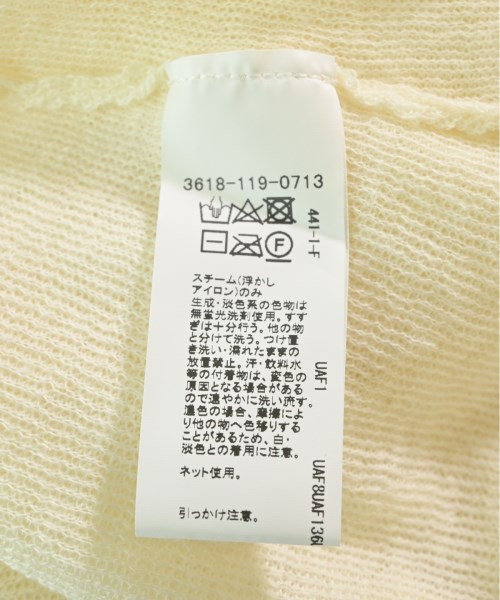 3618-119-0713
441-1-F
F
スチーム(浮かし
アイロン)のみ
生成・淡色系の色物は
無蛍光洗剤使用。すす
ぎは十分行う。他の物
と分けて洗う。つけ置
き洗い・濡れたままの
放置禁止。汗・飲料水
等の付着物は、変色の
原因となる場合がある
ので速やかに洗い流す。
濃色の場合、摩擦によ
り他の物へ色移りする
ことがあるため、白・
淡色との着用に注意。
ネット使用。
引っかけ注意。
UAF1
UAF8UAF136